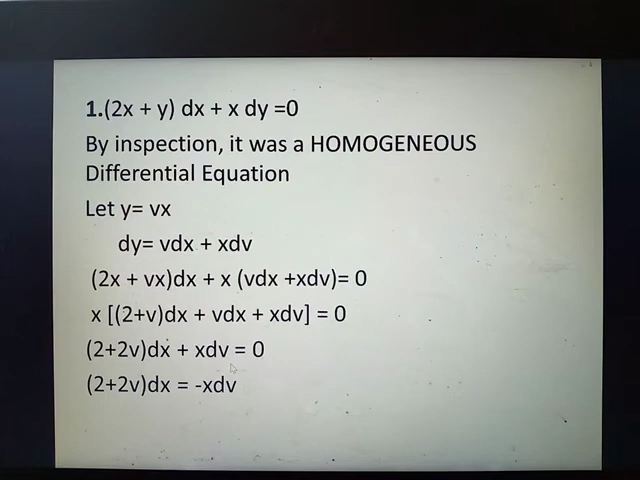 1.(2x + y) dx + x dy =0
By inspection, it was a HOMOGENEOUS
Differential Equation
Let y= vx
dy= vdx + xdv
(2x + vx)dx + x (vdx +xdv)= 0
x [(2+v)dx + vdx + xdv] = 0
(2+2v)dx + xdv = 0
(2+2v)dx = -xdv